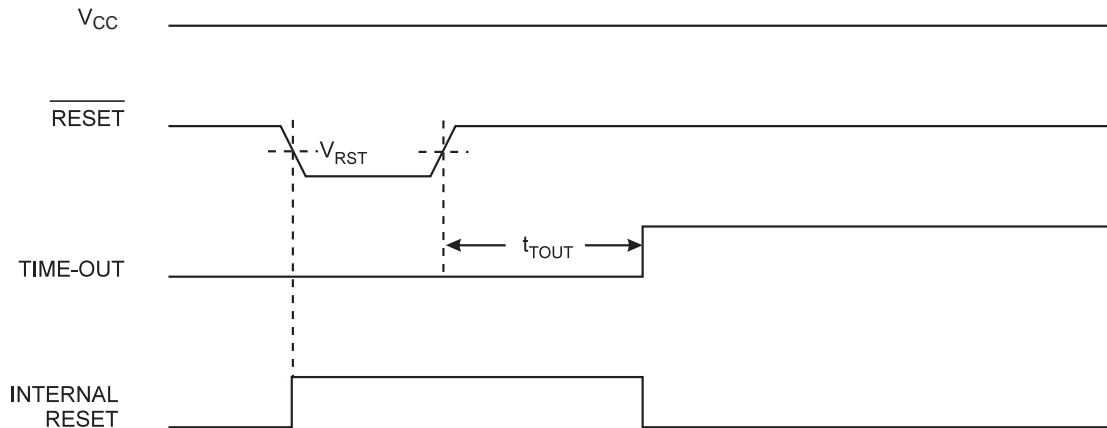 VCC
RESET
VRST
tTOUT
TIME-OUT
INTERNAL
RESET